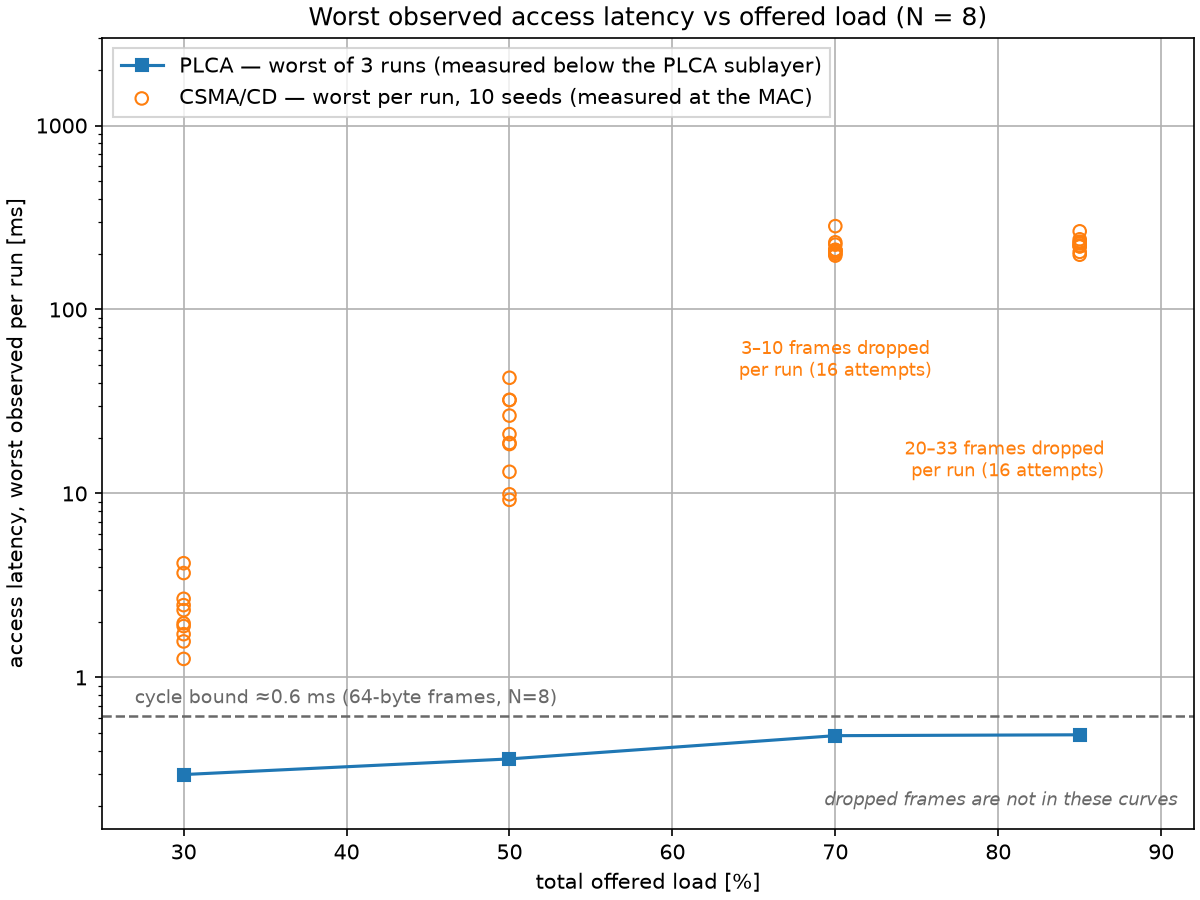 Worst observed access latency vs offered load (N = 8)
PLCA — worst of 3 runs (measured below the PLCA sublayer)
CSMA/CD — worst per run, 10 seeds (measured at the MAC)
access latency, worst observed per run [ms]
1000
100
10
1
3–10 frames dropped
per run (16 attempts)
20–33 frames dropped
per run (16 attempts)
cycle bound ≈0.6 ms (64-byte frames, N=8)
dropped frames are not in these curves
30 40 50 60 70 80 90
total offered load [%]